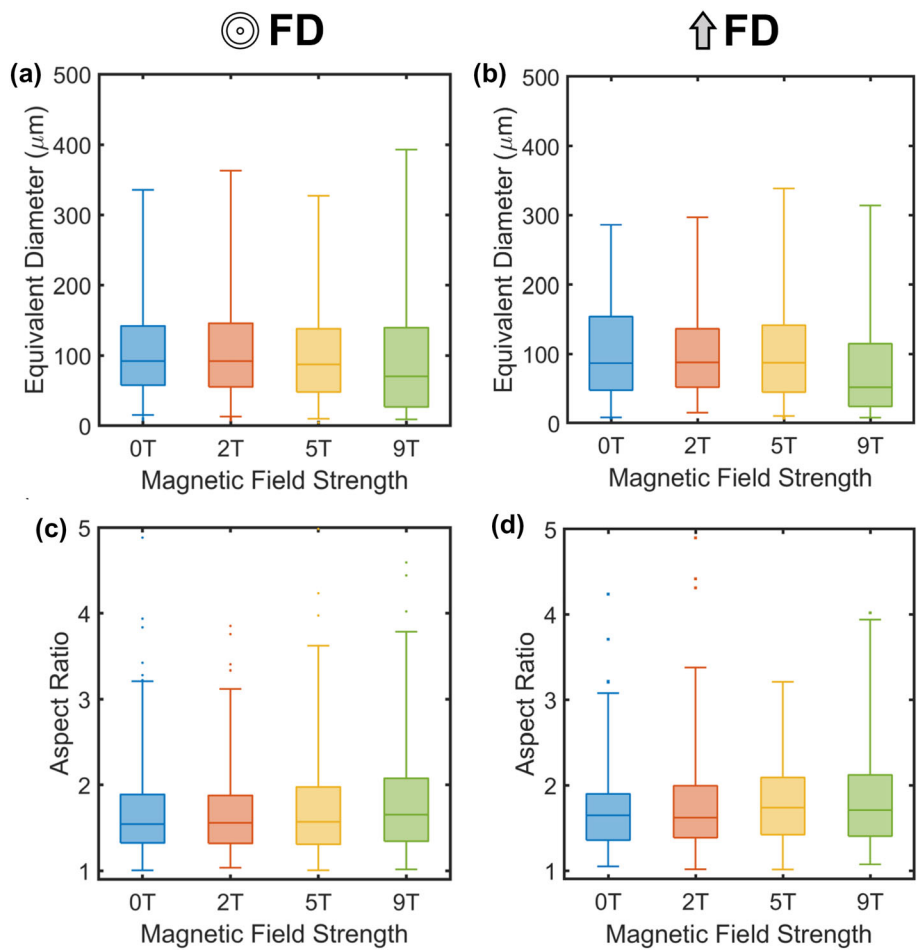 FD
FD
(a)
500
400
300
200
100
0
Equivalent Diameter (μm)
0T 2T 5T 9T
Magnetic Field Strength
(b)
500
400
300
200
100
0
Equivalent Diameter (μm)
0T 2T 5T 9T
Magnetic Field Strength
(c)
5
4
3
2
1
Aspect Ratio
0T 2T 5T 9T
Magnetic Field Strength
(d)
5
4
3
2
1
Aspect Ratio
0T 2T 5T 9T
Magnetic Field Strength